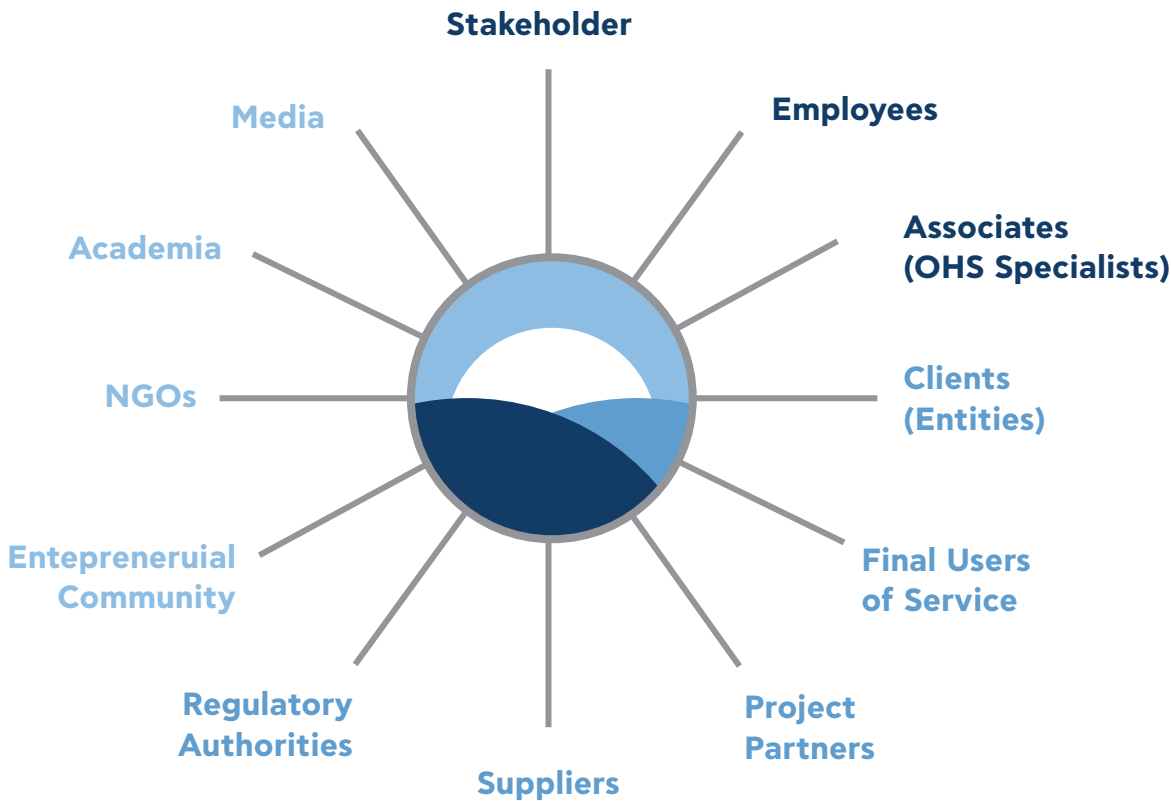 Stakeholder
Employees
Associates
(OHS Specialists)
Clients
(Entities)
Final Users
of Service
Project
Partners
Suppliers
Regulatory
Authorities
Entepreneruial
Community
NGOs
Academia
Media